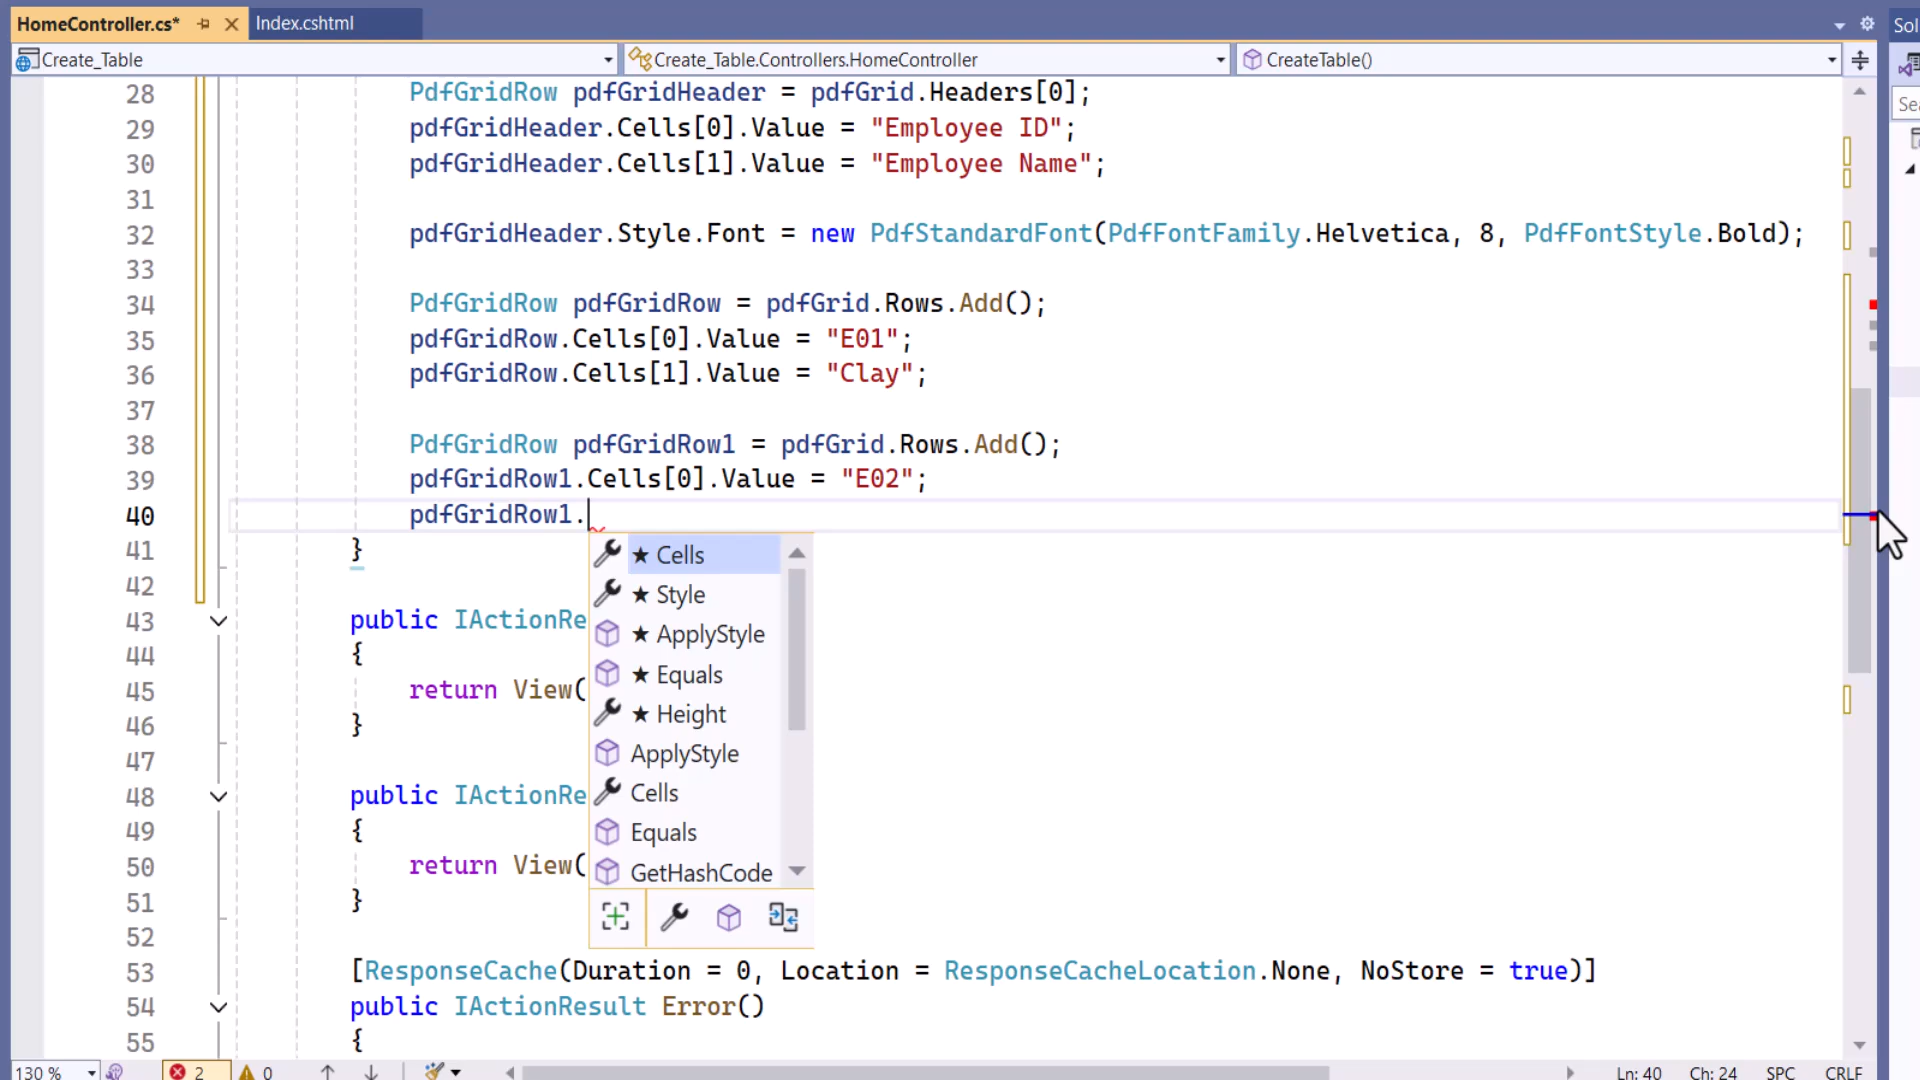 HomeController.cs* Index.cshtml Sol
Create_Table Create_Table.Controllers.HomeController CreateTable()
Sea
28 PdfGridRow pdfGridHeader = pdfGrid.Headers[0];
29 pdfGridHeader.Cells[0].Value = "Employee ID";
30 pdfGridHeader.Cells[1].Value = "Employee Name";
31
32 pdfGridHeader.Style.Font = new PdfStandardFont(PdfFontFamily.Helvetica, 8, PdfFontStyle.Bold);
33
34 PdfGridRow pdfGridRow = pdfGrid.Rows.Add();
35 pdfGridRow.Cells[0].Value = "E01";
36 pdfGridRow.Cells[1].Value = "Clay";
37
38 PdfGridRow pdfGridRow1 = pdfGrid.Rows.Add();
39 pdfGridRow1.Cells[0].Value = "E02";
40 pdfGridRow1.
41 }
42
43 public IActionRe
44 {
45 return View(
46 }
47
48 public IActionRe
49 {
50 return View(
51 }
52
53 [ResponseCache(Duration = 0, Location = ResponseCacheLocation.None, NoStore = true)]
54 public IActionResult Error()
55 {
★ Cells
★ Style
★ ApplyStyle
★ Equals
★ Height
ApplyStyle
Cells
Equals
GetHashCode
130 % 2 0 Ln: 40 Ch: 24 SPC CRLF